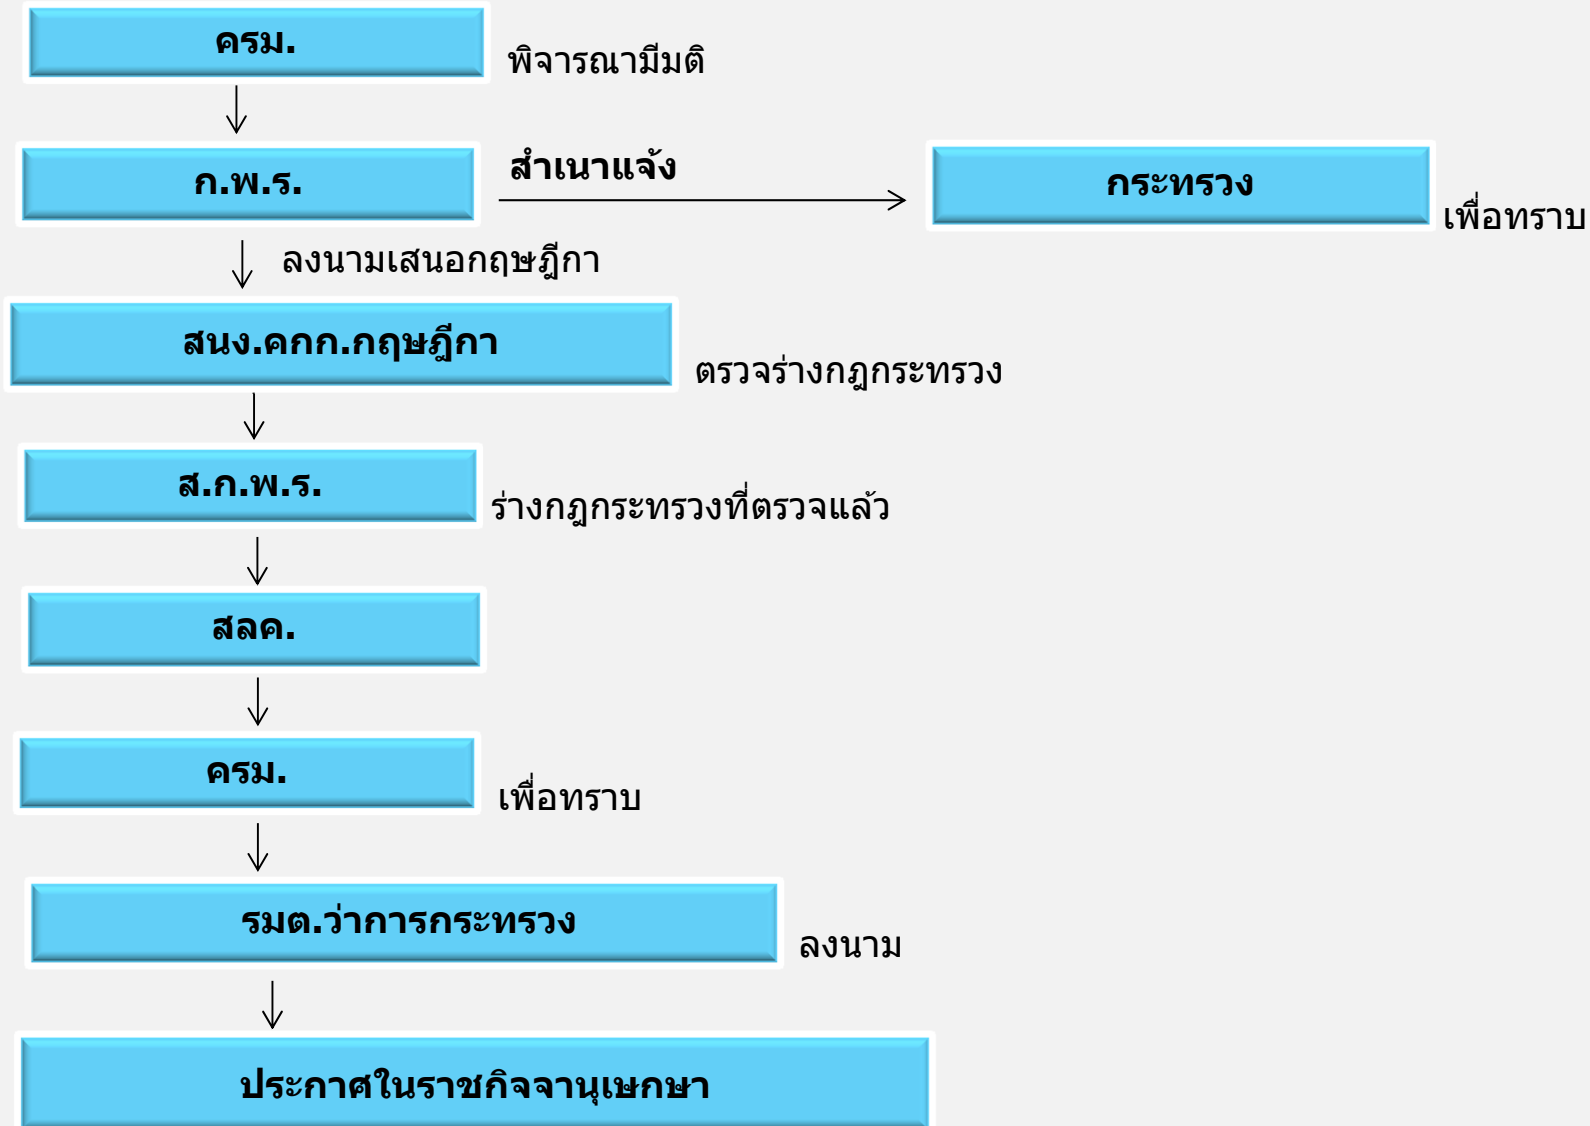 ครม.
พิจารณามีมติ
ก.พ.ร.
สำเนาแจ้ง
กระทรวง
เพื่อทราบ
ลงนามเสนอกฤษฎีกา
สนง.คกก.กฤษฎีกา
ตรวจร่างกฎกระทรวง
ส.ก.พ.ร.
ร่างกฎกระทรวงที่ตรวจแล้ว
สลค.
ครม.
เพื่อทราบ
รมต.ว่าการกระทรวง
ลงนาม
ประกาศในราชกิจจานุเษกษา